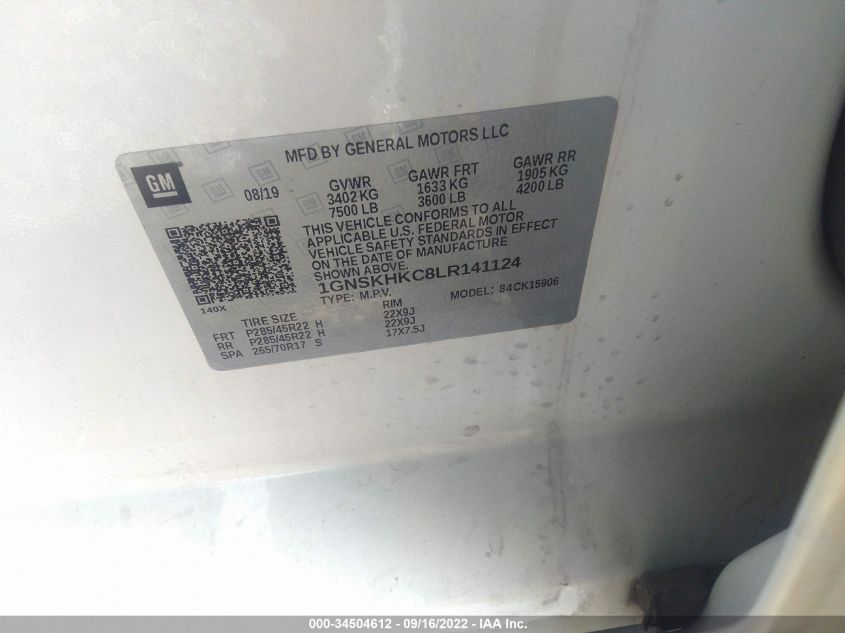 MFD BY GENERAL MOTORS LLC
GM
08/19
GVWR
3402 KG
7500 LB
GAWR FRT
1633 KG
3600 LB
GAWR RR
1905 KG
4200 LB
THIS VEHICLE CONFORMS TO ALL
APPLICABLE U.S. FEDERAL MOTOR
VEHICLE SAFETY STANDARDS IN EFFECT
ON THE DATE OF MANUFACTURE
SHOWN ABOVE.
1GNSKHKC8LR141124
TYPE: M.P.V. MODEL: 84CK15906
140X
TIRE SIZE RIM
FRT P285/45R22 H 22X9J
RR P285/45R22 H 22X9J
SPA 265/70R17 S 17X7.5J
000-34504612 - 09/16/2022 - IAA Inc.